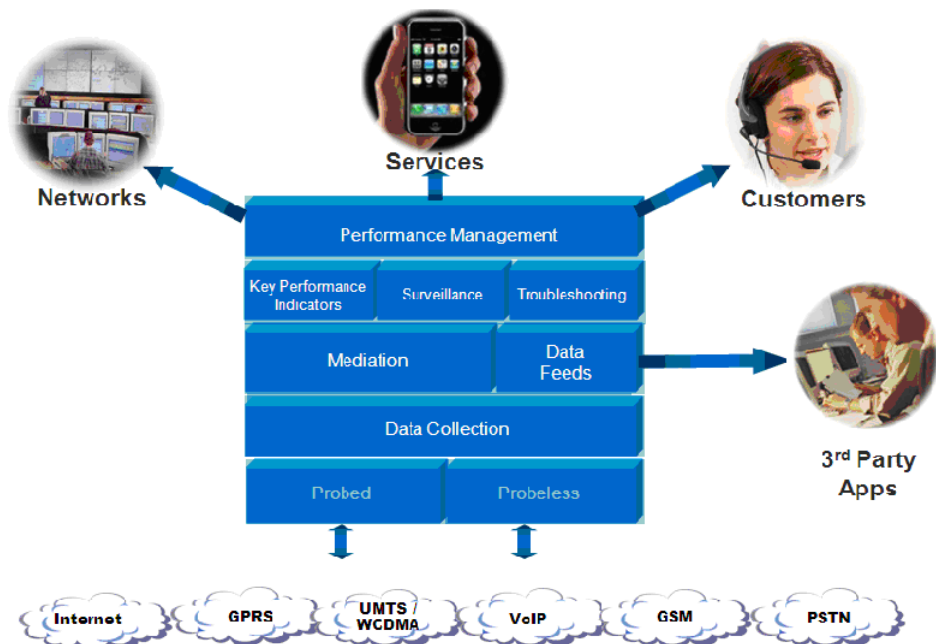 Services
Networks
Customers
Performance Management
Key Performance
Indicators
Surveillance
Troubleshooting
Mediation
Data
Feeds
Data Collection
3rd Party
Apps
Probed
Probeless
Internet
GPRS
UMTS /
WCDMA
VoIP
GSM
PSTN